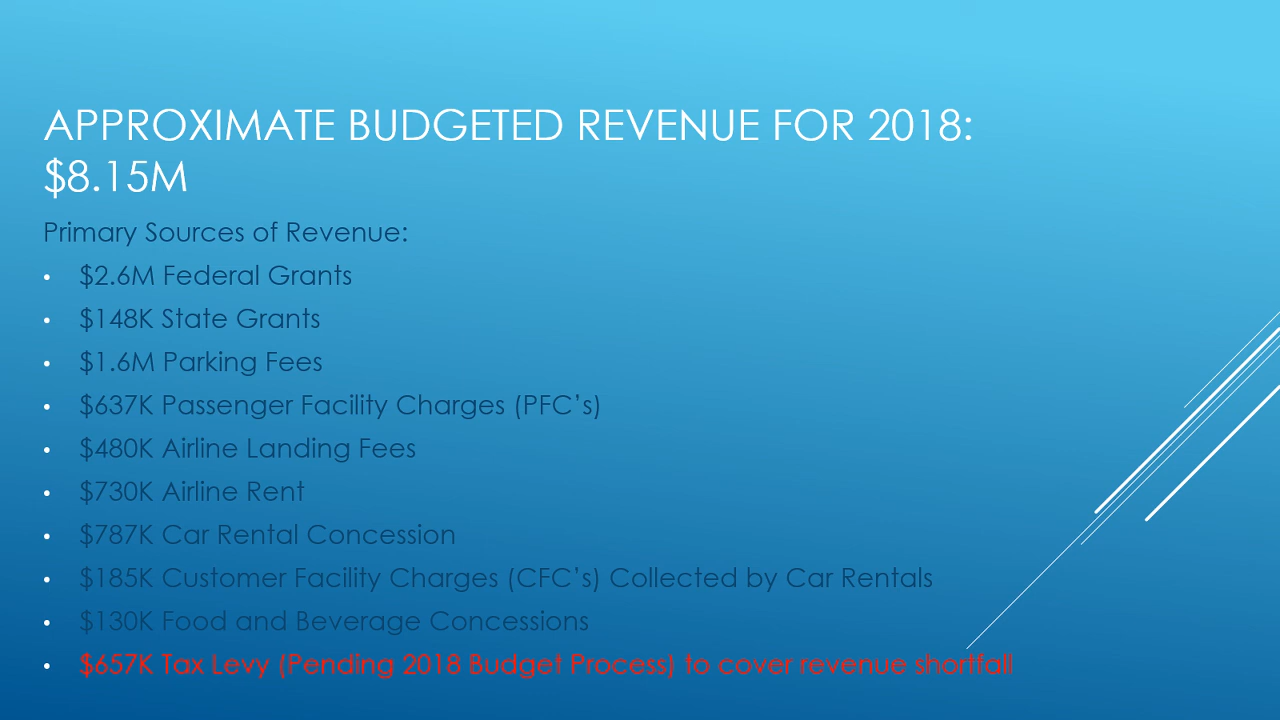 APPROXIMATE BUDGETED REVENUE FOR 2018:
$8.15M
Primary Sources of Revenue:
• $2.6M Federal Grants
• $148K State Grants
• $1.6M Parking Fees
• $637K Passenger Facility Charges (PFC’s)
• $480K Airline Landing Fees
• $730K Airline Rent
• $787K Car Rental Concession
• $185K Customer Facility Charges (CFC’s) Collected by Car Rentals
• $130K Food and Beverage Concessions
• $657K Tax Levy (Pending 2018 Budget Process) to cover revenue shortfall